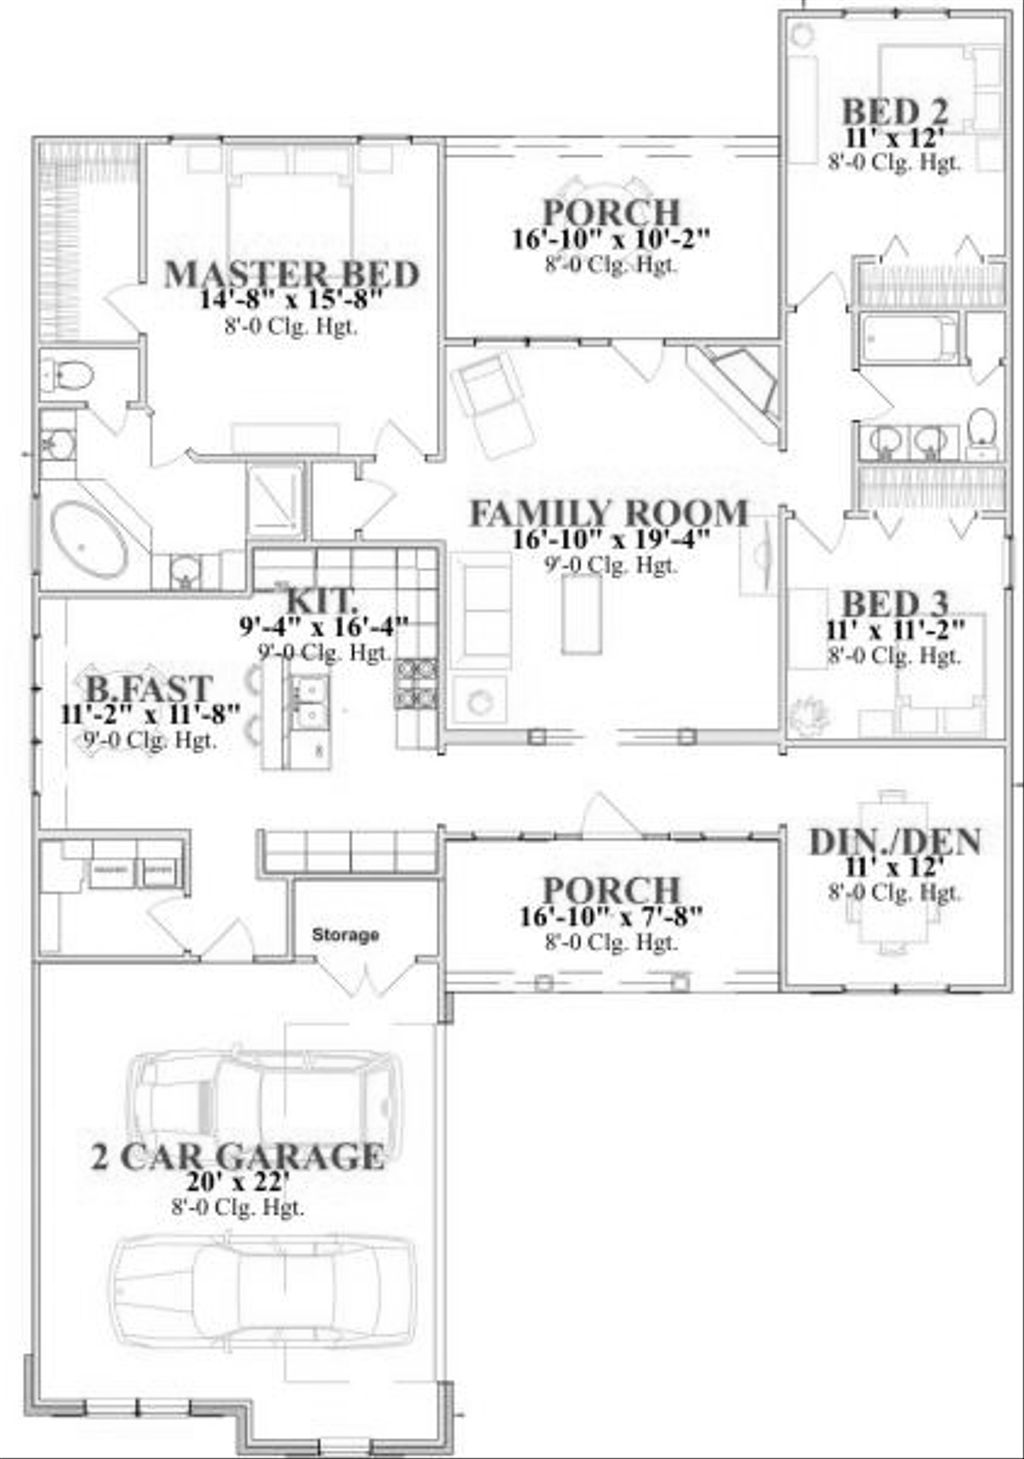 BED 2
11' x 12'
8'-0 Clg. Hgt.
PORCH
16'-10" x 10'-2"
8'-0 Clg. Hgt.
MASTER BED
14'-8" x 15'-8"
8'-0 Clg. Hgt.
FAMILY ROOM
16'-10" x 19'-4"
9'-0 Clg. Hgt.
KIT.
9'-4" x 16'-4"
9'-0 Clg. Hgt.
BED 3
11' x 11'-2"
8'-0 Clg. Hgt.
B.FAST
11'-2" x 11'-8"
9'-0 Clg. Hgt.
DIN./DEN
11' x 12'
8'-0 Clg. Hgt.
PORCH
16'-10" x 7'-8"
8'-0 Clg. Hgt.
Storage
2 CAR GARAGE
20' x 22'
8'-0 Clg. Hgt.